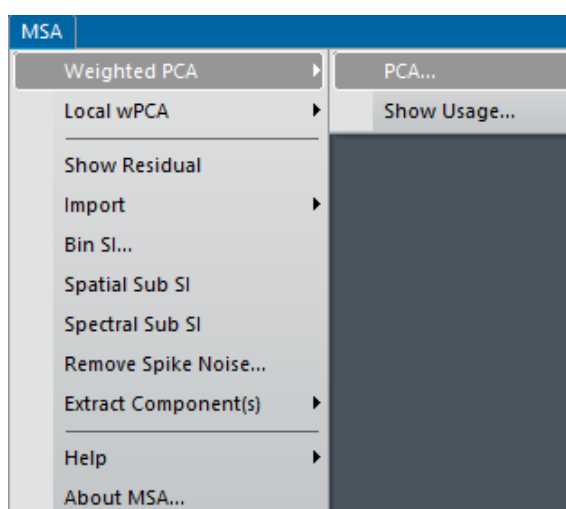 MSA
Weighted PCA
PCA...
Local wPCA
Show Usage...
Show Residual
Import
Bin SI...
Spatial Sub SI
Spectral Sub SI
Remove Spike Noise...
Extract Component(s)
Help
About MSA...